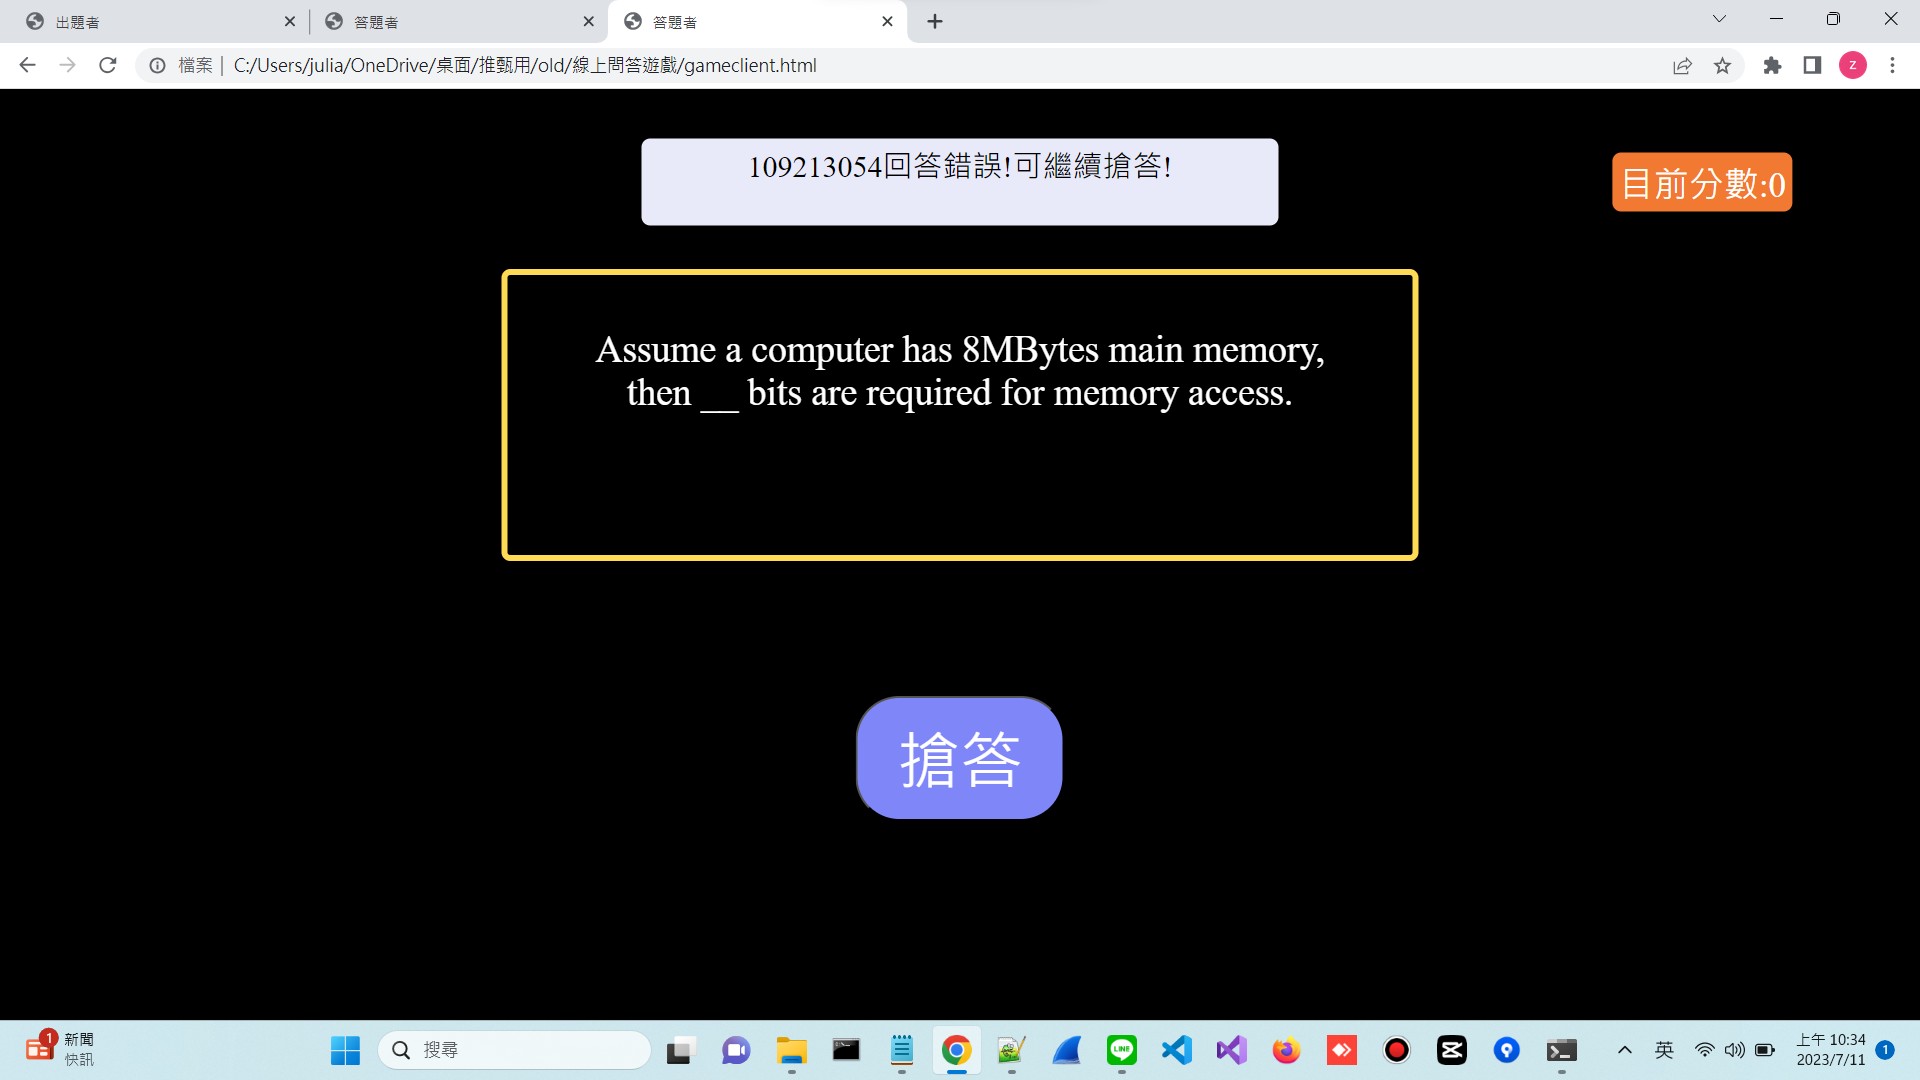 出題者
答題者
答題者
檔案 | C:/Users/julia/OneDrive/桌面/推甄用/old/線上問答遊戲/gameclient.html
Z
109213054回答錯誤!可繼續搶答!
目前分數:0
Assume a computer has 8MBytes main memory,
then __ bits are required for memory access.
搶答
1
新聞
快訊
搜尋
LINE
英
上午 10:34
2023/7/11
1